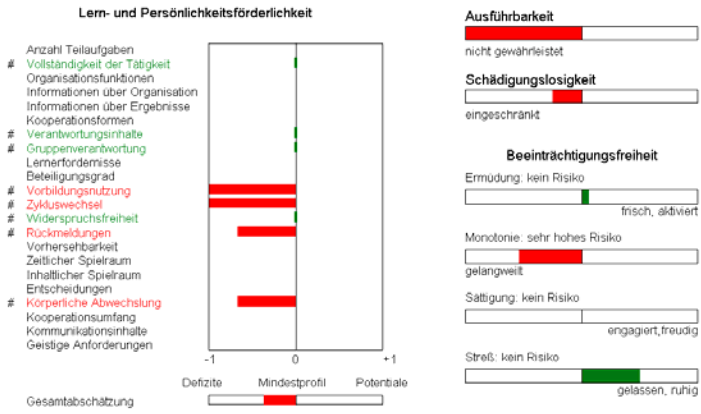 Lern- und Persönlichkeitsförderlichkeit
Anzahl Teilaufgaben
# Vollständigkeit der Tätigkeit
Organisationsfunktionen
Informationen über Organisation
Informationen über Ergebnisse
Kooperationsformen
# Verantwortungsinhalte
# Gruppenverantwortung
Lernerfordernisse
Beteiligungsgrad
# Vorbildungsnutzung
# Zykluswechsel
# Widerspruchsfreiheit
# Rückmeldungen
Vorhersehbarkeit
Zeitlicher Spielraum
Inhaltlicher Spielraum
Entscheidungen
# Körperliche Abwechslung
Kooperationsumfang
Kommunikationsinhalte
Geistige Anforderungen
-1 0 +1
Defizite Mindestprofil Potentiale
Gesamtabschätzung
Ausführbarkeit
nicht gewährleistet
Schädigungslosigkeit
eingeschränkt
Beeinträchtigungsfreiheit
Ermüdung: kein Risiko
frisch, aktiviert
Monotonie: sehr hohes Risiko
gelangweilt
Sättigung: kein Risiko
engagiert,freudig
Streß: kein Risiko
gelassen, ruhig